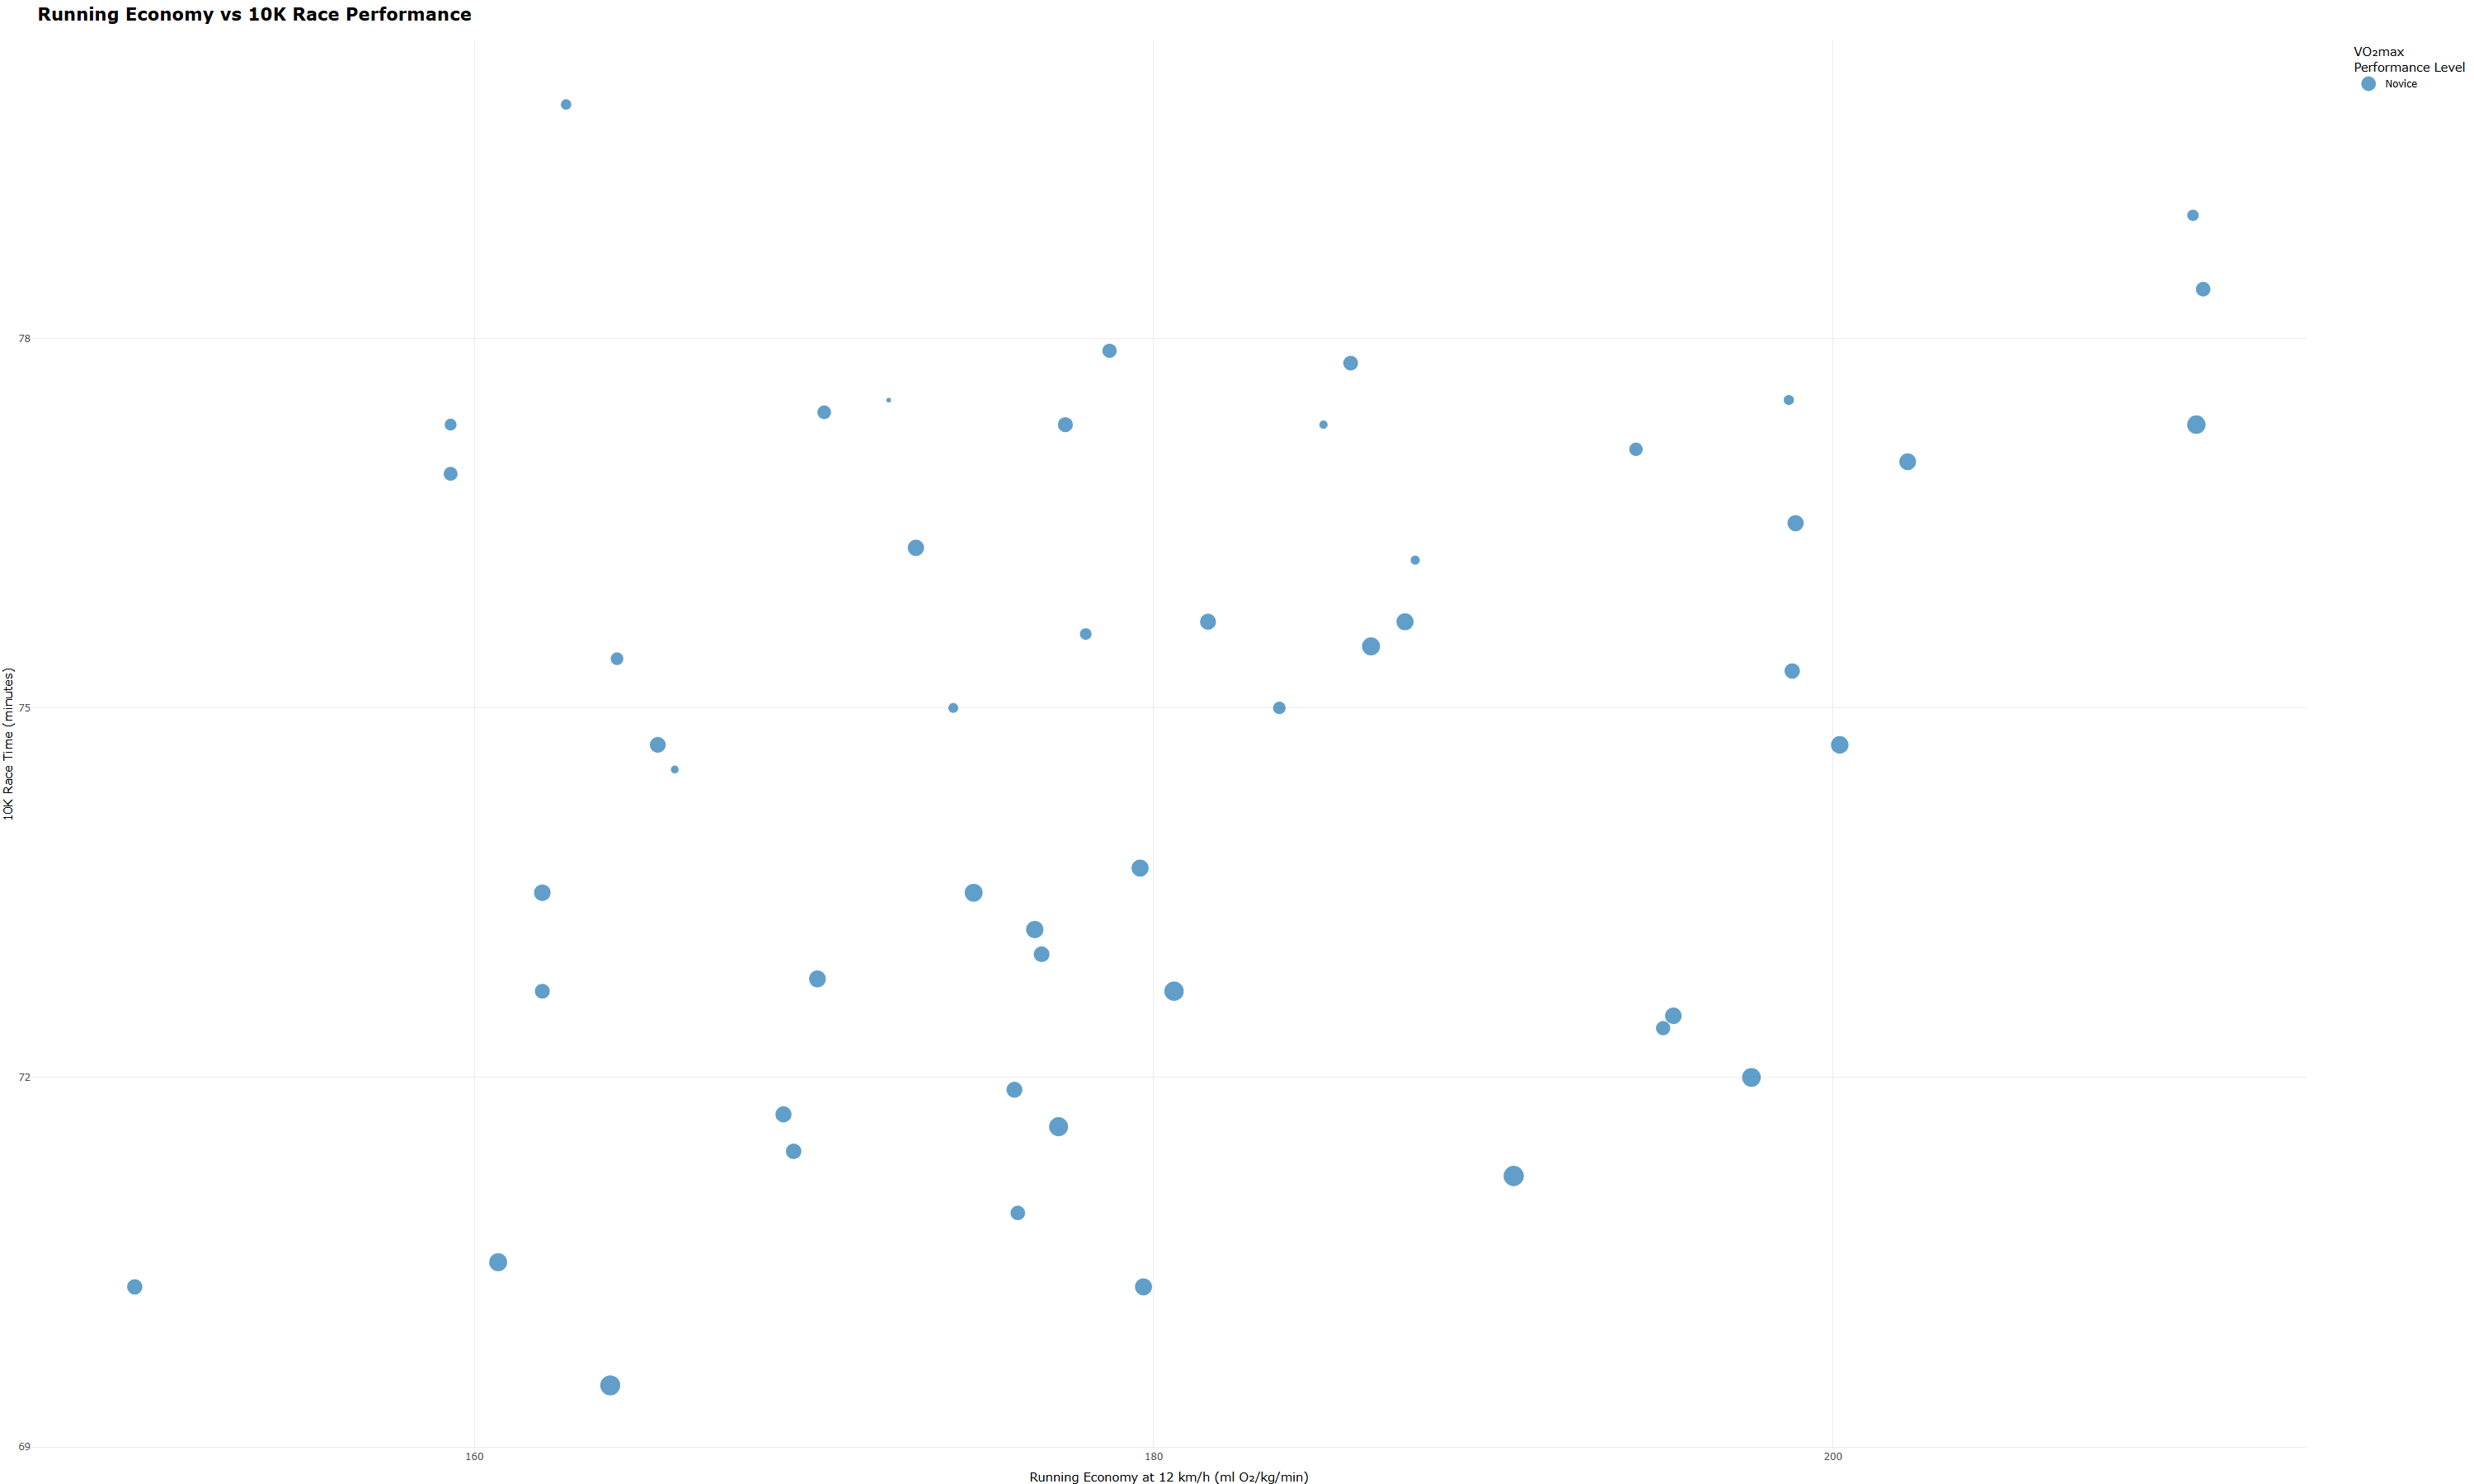 Running Economy vs 10K Race Performance
VO₂max
Performance Level
Novice
78
75
72
69
10K Race Time (minutes)
160
180
200
Running Economy at 12 km/h (ml O₂/kg/min)